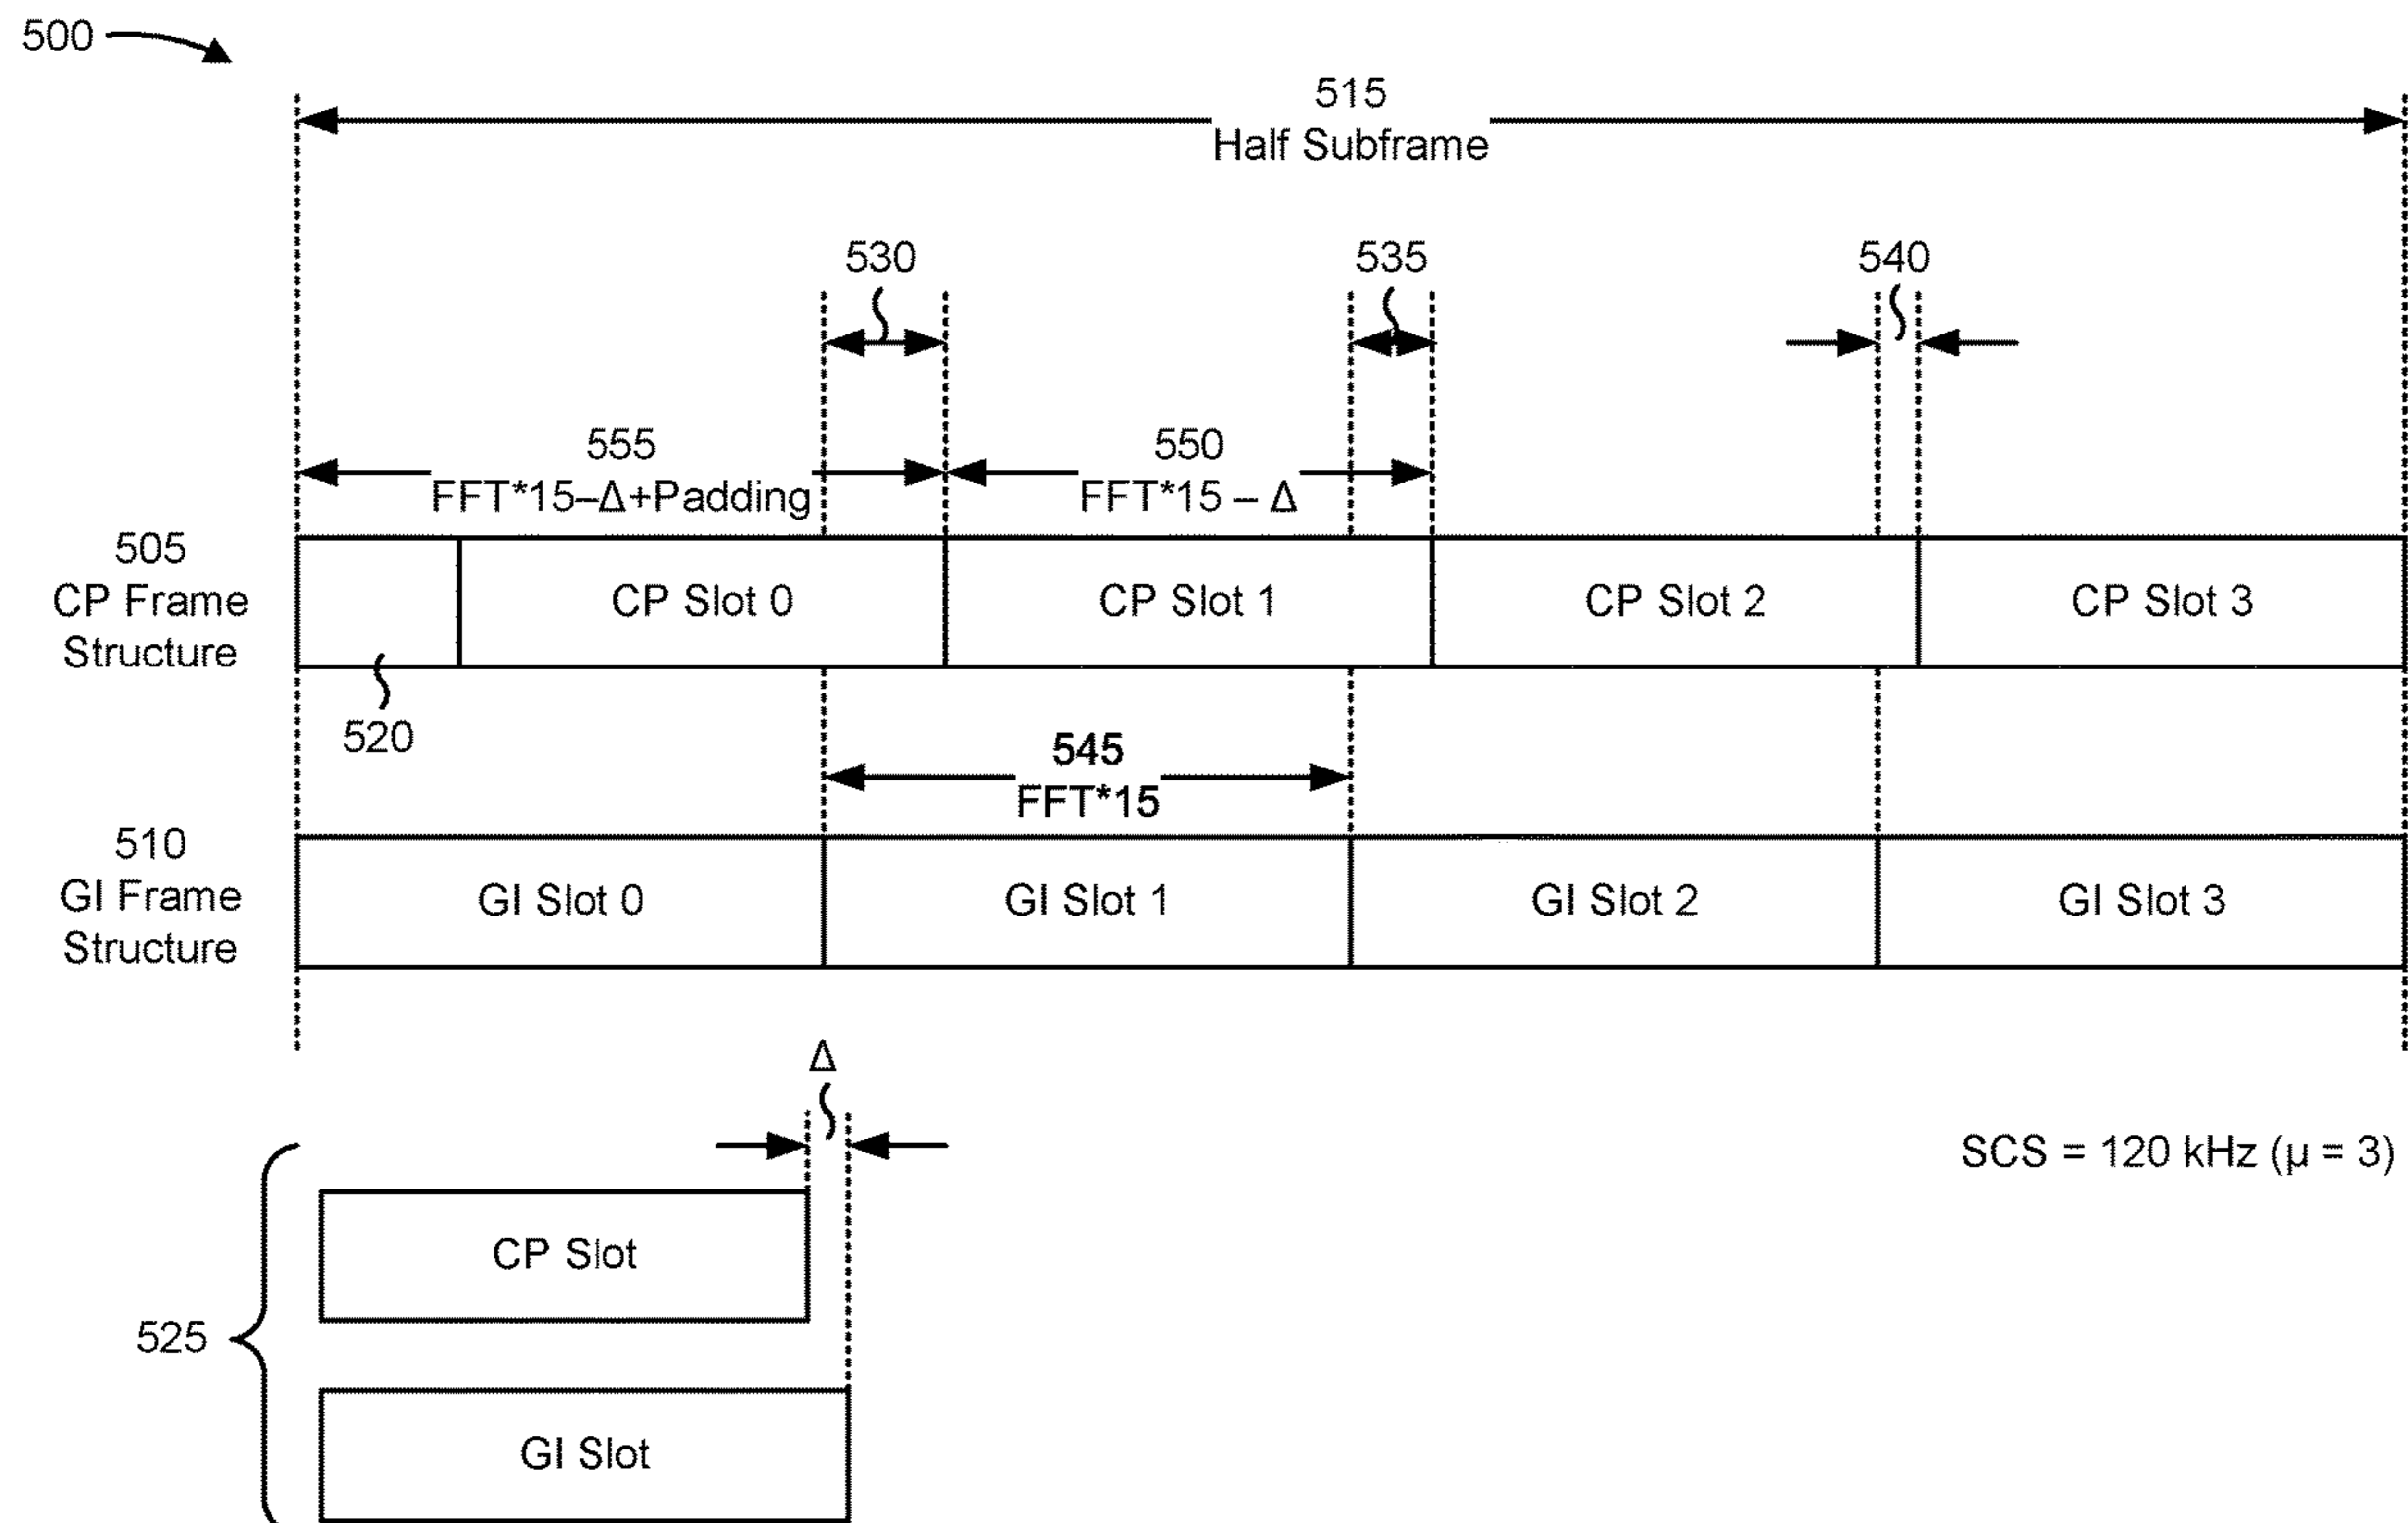 500
515
Half Subframe
530
535
540
555
FFT*15–Δ+Padding
550
FFT*15 – Δ
505
CP Frame
Structure
CP Slot 0
CP Slot 1
CP Slot 2
CP Slot 3
520
545
FFT*15
510
GI Frame
Structure
GI Slot 0
GI Slot 1
GI Slot 2
GI Slot 3
Δ
SCS = 120 kHz (μ = 3)
525
CP Slot
GI Slot